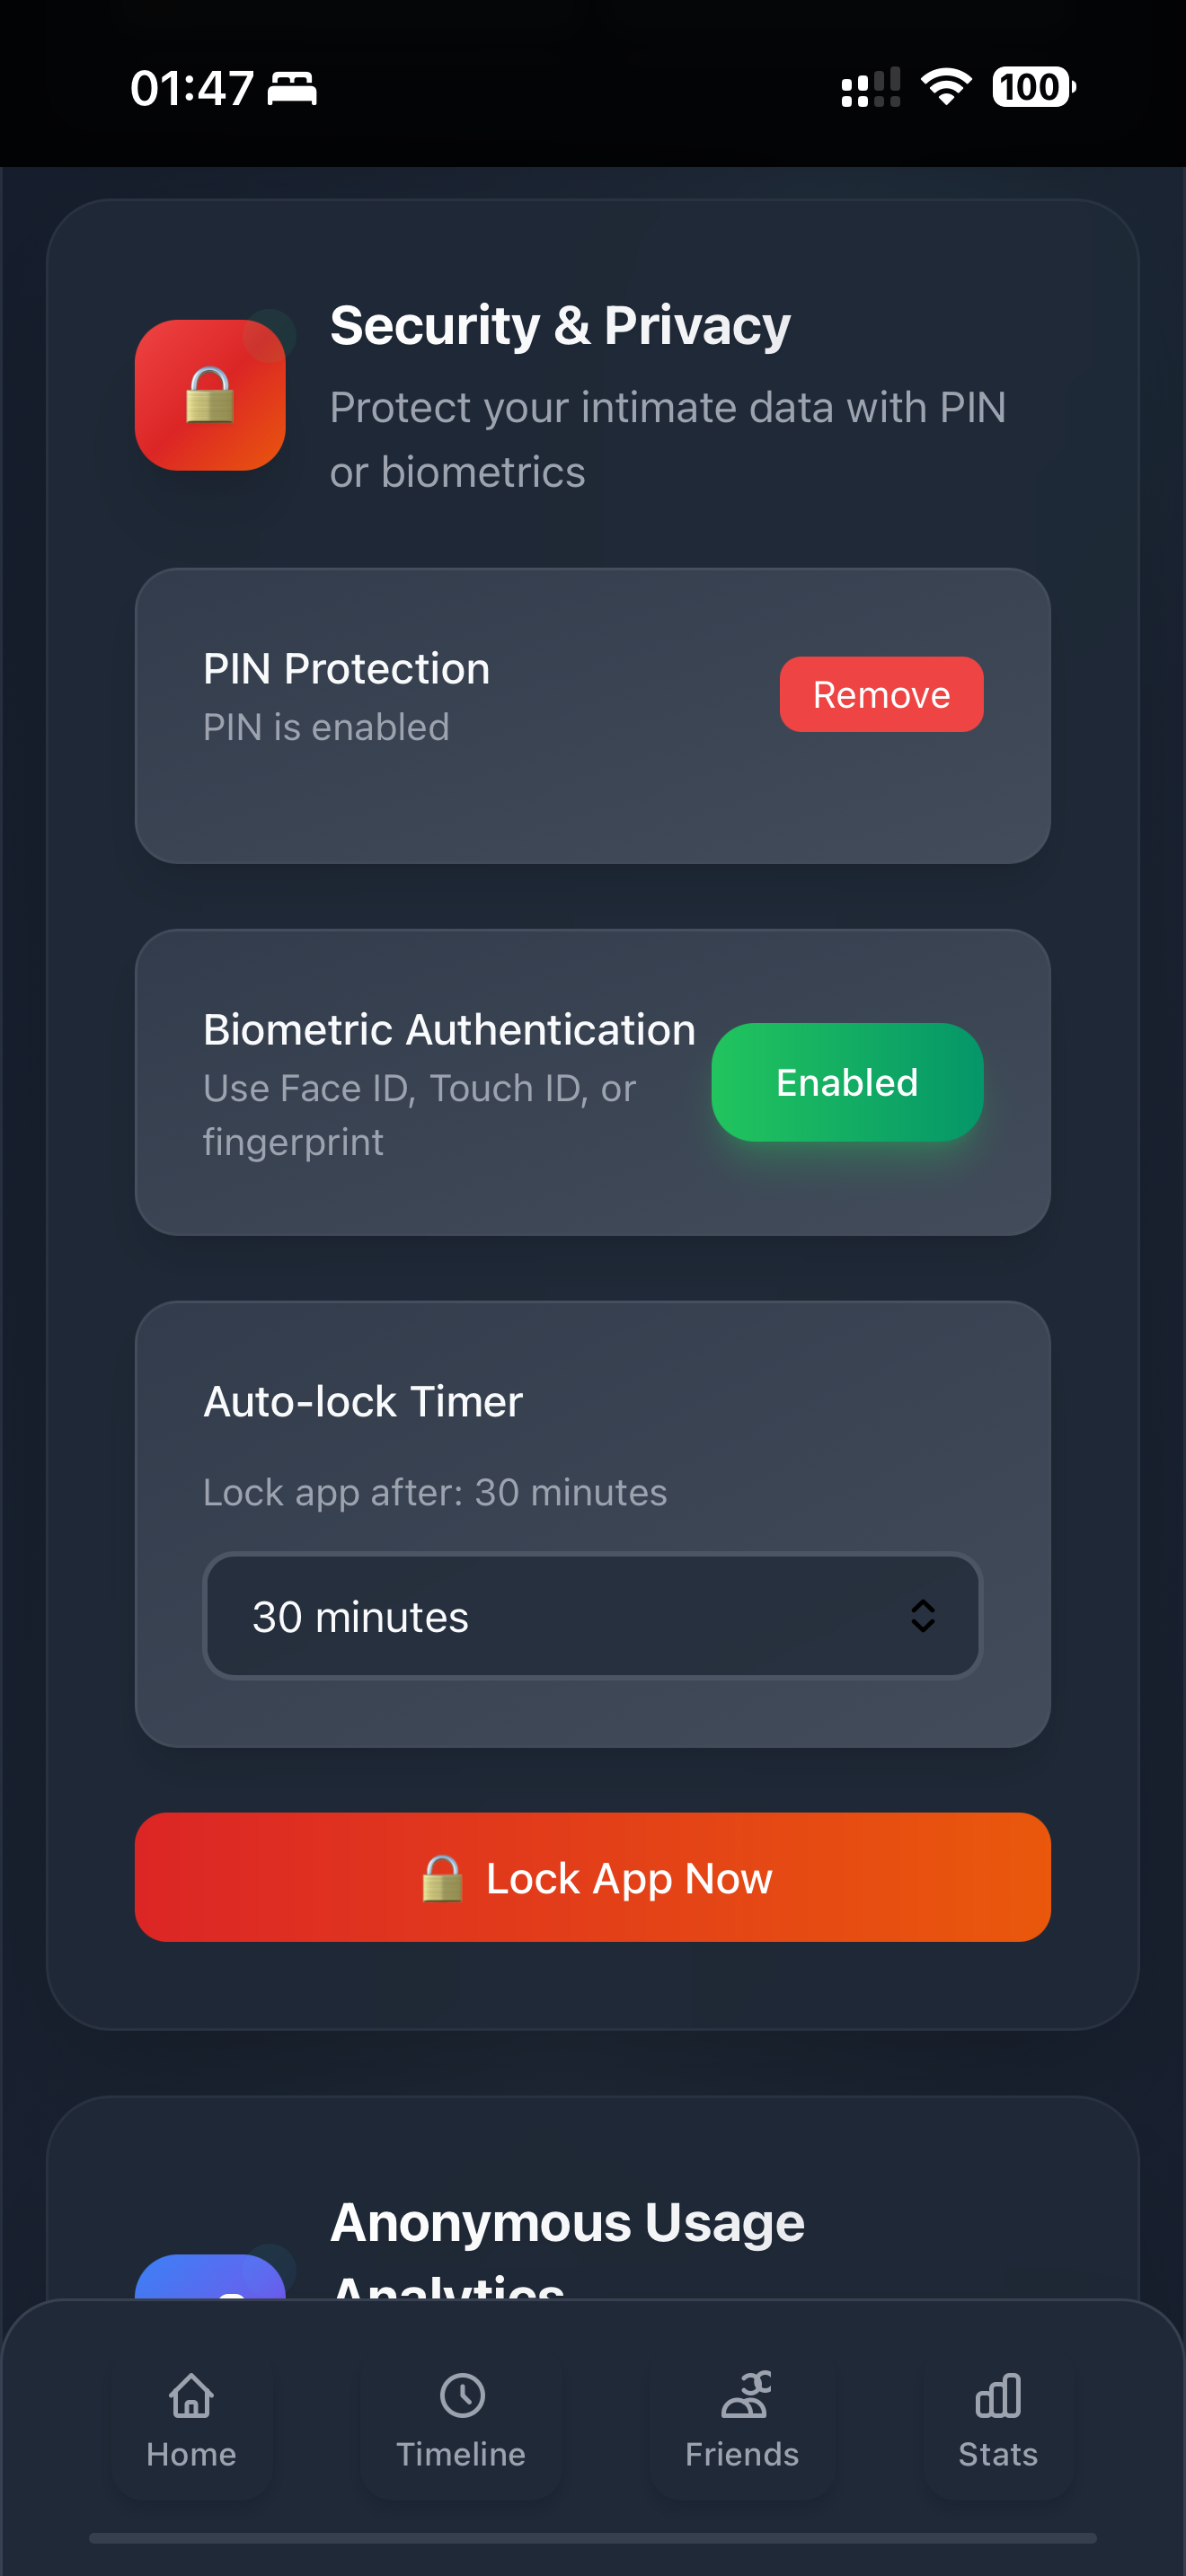 01:47
100
Security & Privacy
Protect your intimate data with PIN
or biometrics
PIN Protection
PIN is enabled
Remove
Biometric Authentication
Use Face ID, Touch ID, or
fingerprint
Enabled
Auto-lock Timer
Lock app after: 30 minutes
30 minutes
Lock App Now
Anonymous Usage
Analytics
Home
Timeline
Friends
Stats